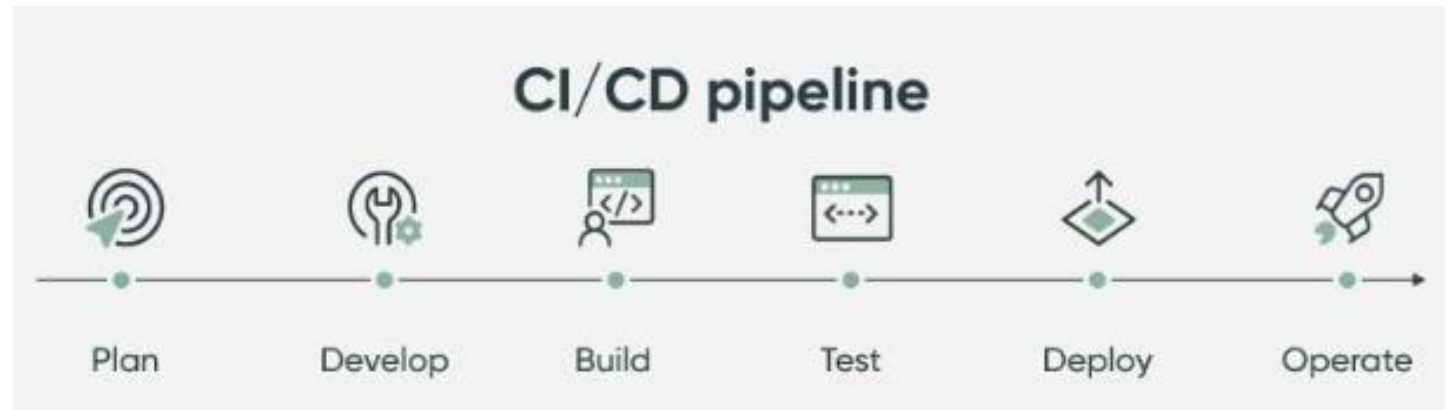 CI/CD pipeline
</>
<--->
Plan
Develop
Build
Test
Deploy
Operate